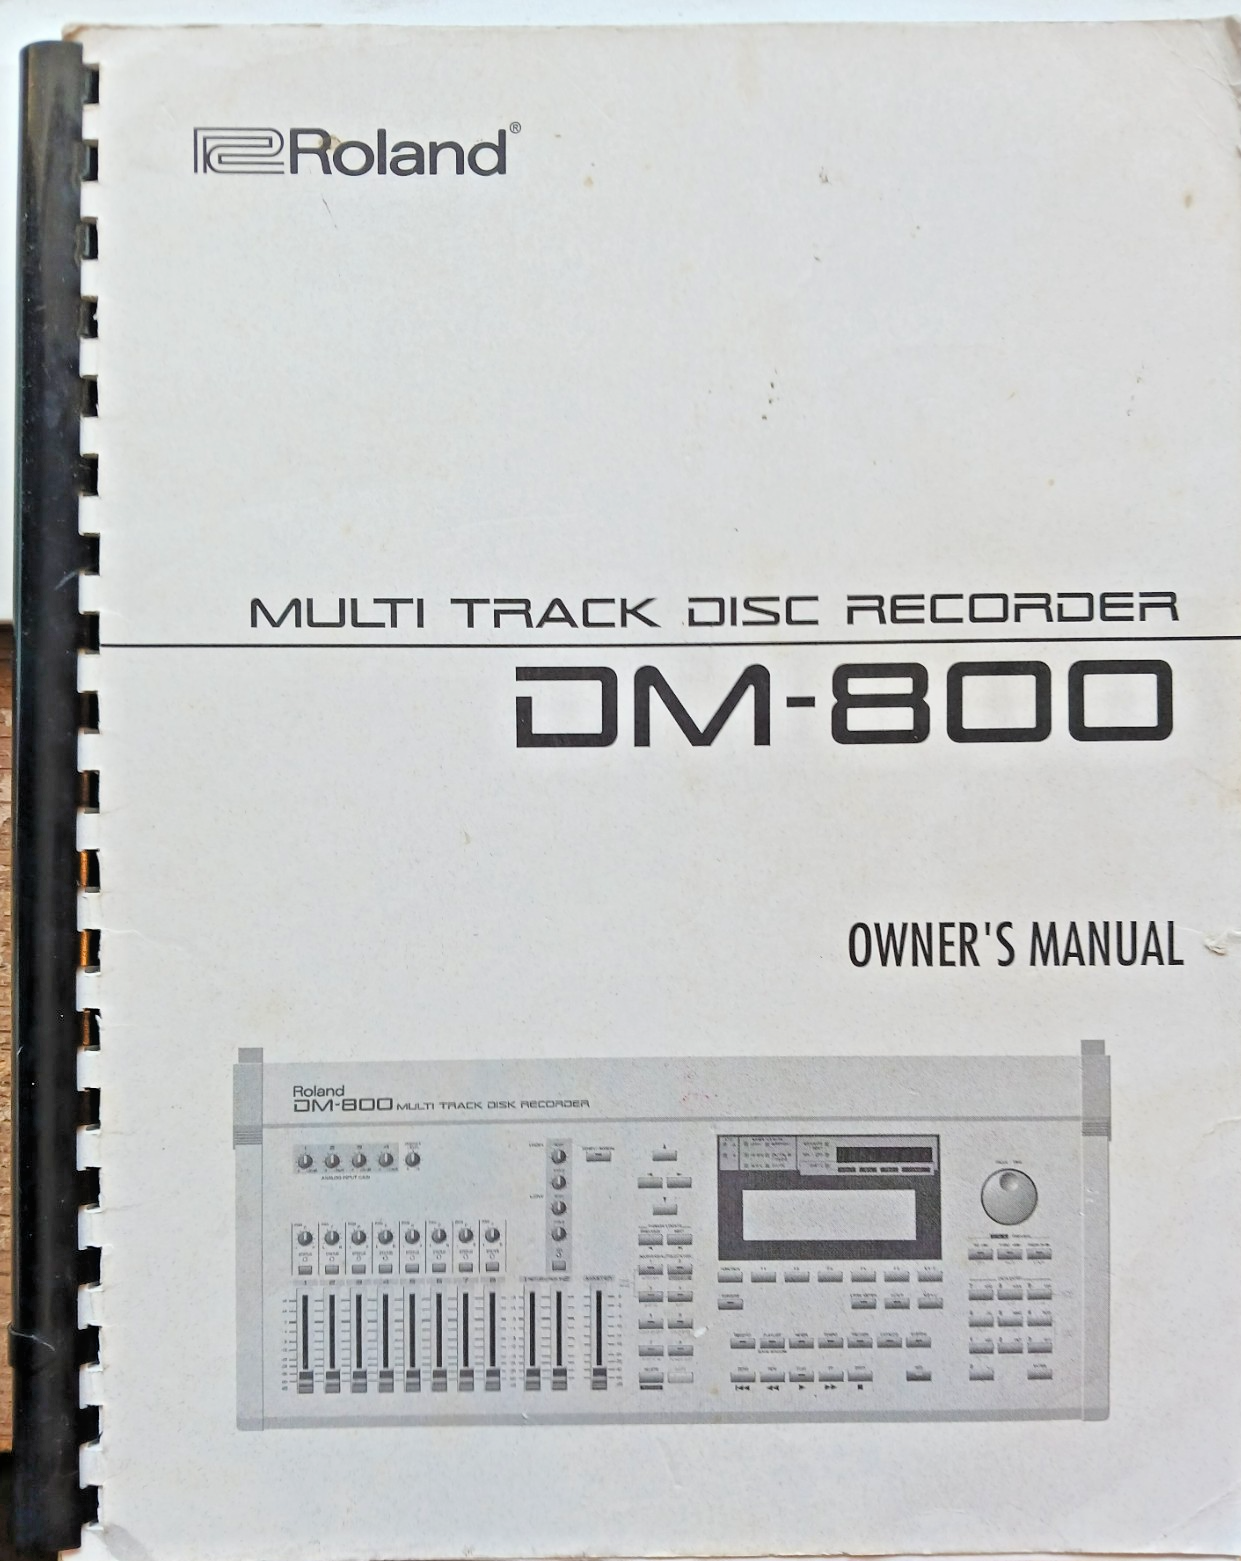 Roland®
MULTI TRACK DISC RECORDER
DM-800
OWNER'S MANUAL
Roland
DM-800 MULTI TRACK DISK RECORDER